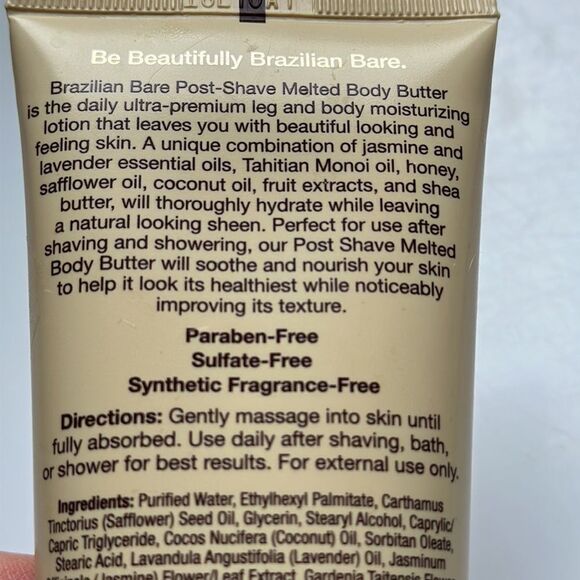 Be Beautifully Brazilian Bare.
Brazilian Bare Post-Shave Melted Body Butter
is the daily ultra-premium leg and body moisturizing
lotion that leaves you with beautiful looking and
feeling skin. A unique combination of jasmine and
lavender essential oils, Tahitian Monoi oil, honey,
safflower oil, coconut oil, fruit extracts, and shea
butter, will thoroughly hydrate while leaving
a natural looking sheen. Perfect for use after
shaving and showering, our Post Shave Melted
Body Butter will soothe and nourish your skin
to help it look its healthiest while noticeably
improving its texture.
Paraben-Free
Sulfate-Free
Synthetic Fragrance-Free
Directions: Gently massage into skin until
fully absorbed. Use daily after shaving, bath,
or shower for best results. For external use only.
Ingredients: Purified Water, Ethylhexyl Palmitate, Carthamus
Tinctorius (Safflower) Seed Oil, Glycerin, Stearyl Alcohol, Caprylic/
Capric Triglyceride, Cocos Nucifera (Coconut) Oil, Sorbitan Oleate,
Stearic Acid, Lavandula Angustifolia (Lavender) Oil, Jasminum
(Jasmine) Flower/Leaf Extract, Gardenia Taitensis Flower